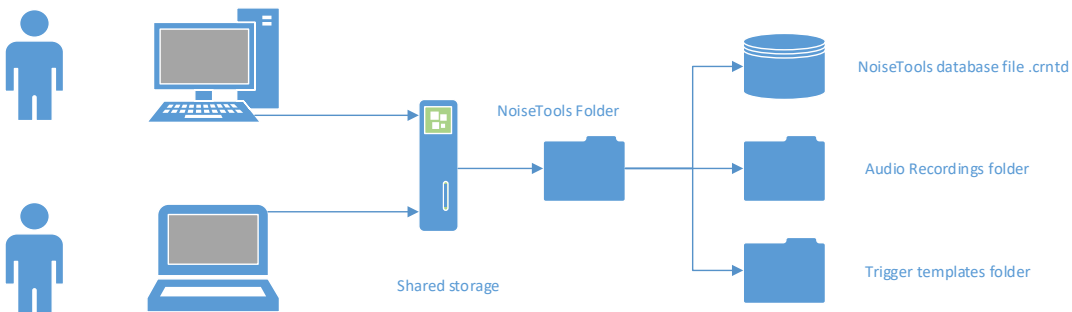 NoiseTools database file .crntd
NoiseTools Folder
Audio Recordings folder
Trigger templates folder
Shared storage